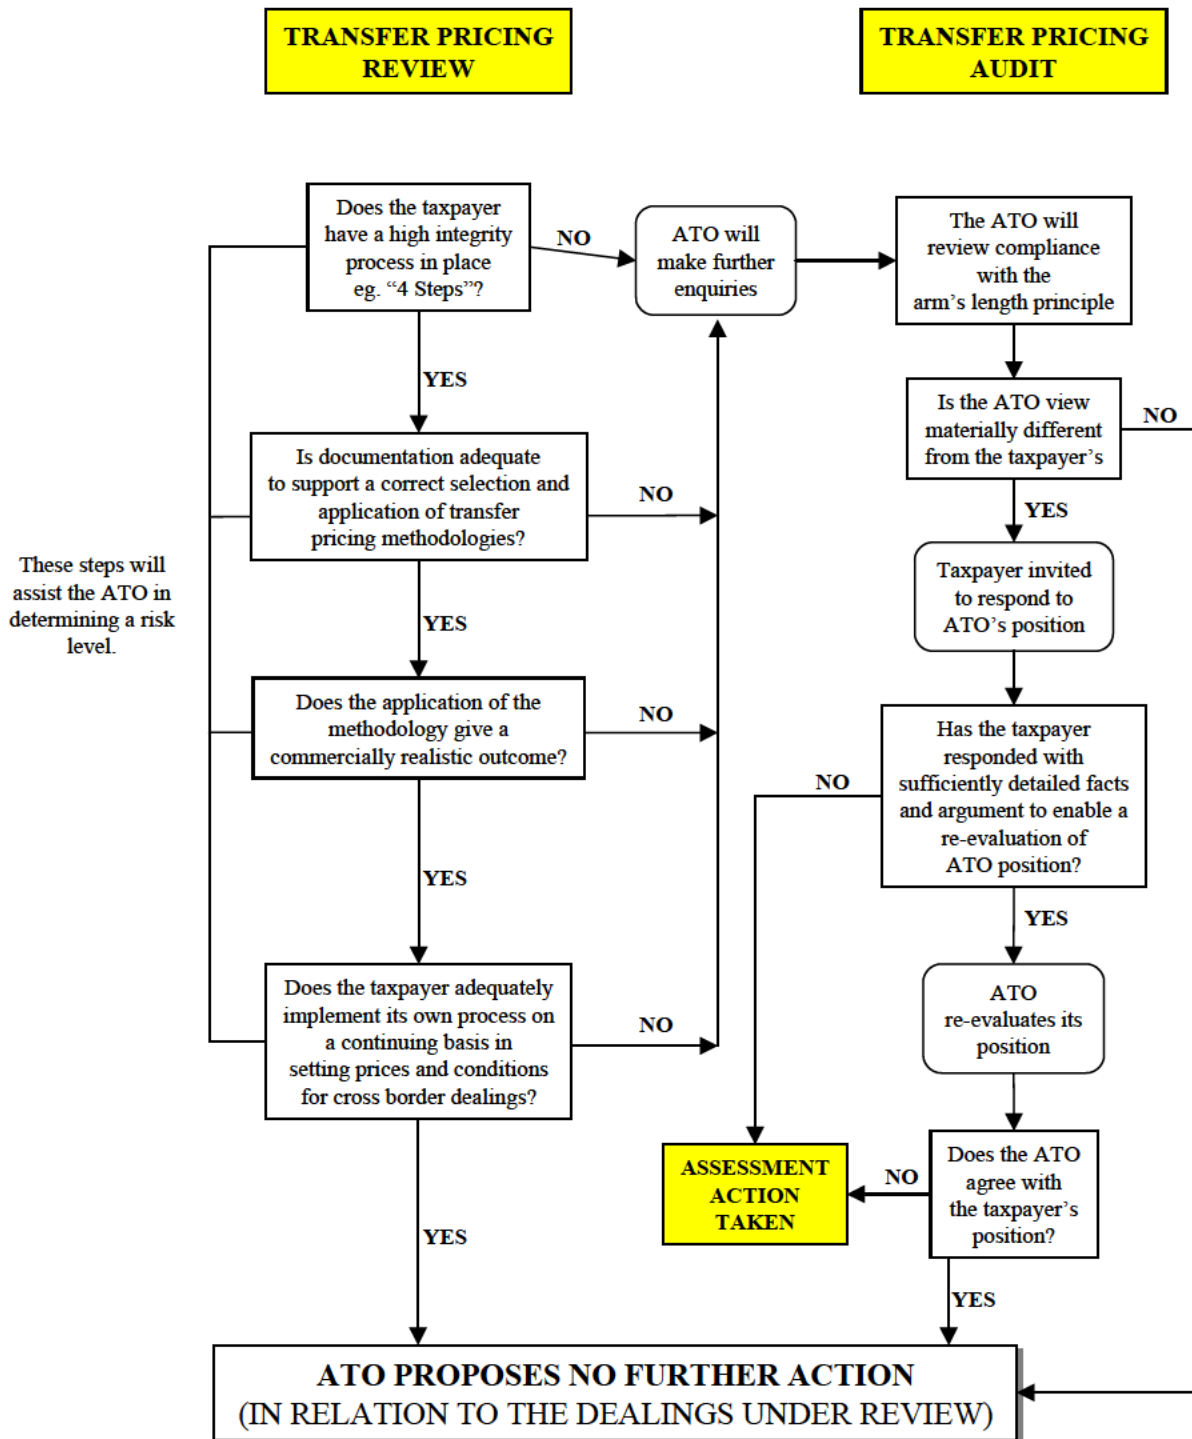 TRANSFER PRICING
REVIEW
TRANSFER PRICING
AUDIT
Does the taxpayer
have a high integrity
process in place
eg. “4 Steps”?
NO
ATO will
make further
enquiries
The ATO will
review compliance
with the
arm’s length principle
YES
Is the ATO view
materially different
from the taxpayer’s
NO
Is documentation adequate
to support a correct selection and
application of transfer
pricing methodologies?
NO
YES
These steps will
assist the ATO in
determining a risk
level.
Taxpayer invited
to respond to
ATO’s position
YES
Does the application of the
methodology give a
commercially realistic outcome?
NO
Has the taxpayer
responded with
sufficiently detailed facts
and argument to enable a
re-evaluation of
ATO position?
NO
YES
YES
Does the taxpayer adequately
implement its own process on
a continuing basis in
setting prices and conditions
for cross border dealings?
NO
ATO
re-evaluates its
position
ASSESSMENT
ACTION
TAKEN
NO
Does the ATO
agree with
the taxpayer’s
position?
YES
YES
ATO PROPOSES NO FURTHER ACTION
(IN RELATION TO THE DEALINGS UNDER REVIEW)